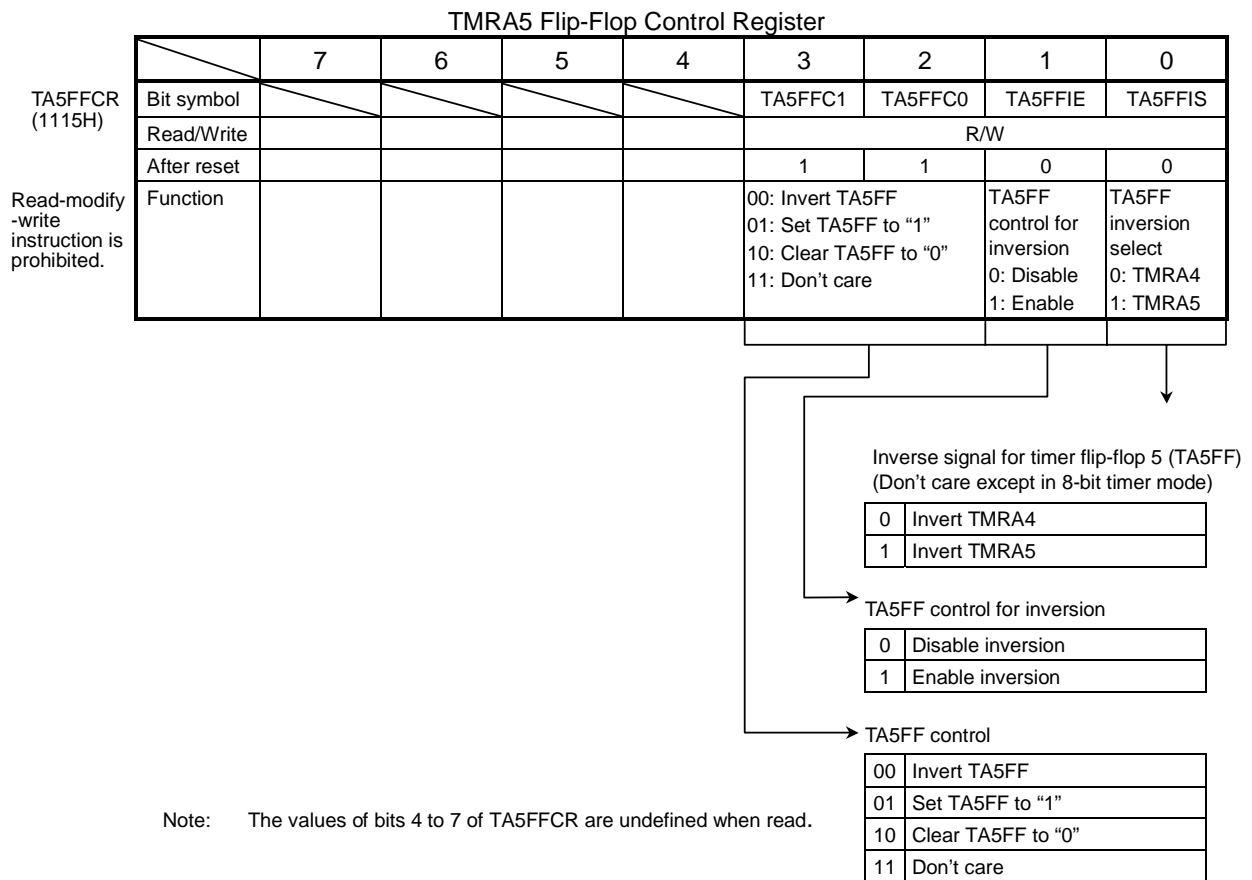 TMRA5 Flip-Flop Control Register
7 6 5 4 3 2 1 0
TA5FFCR
(1115H)
Bit symbol TA5FFC1 TA5FFC0 TA5FFIE TA5FFIS
Read/Write R/W
After reset 1 1 0 0
Read-modify
-write
instruction is
prohibited.
Function
00: Invert TA5FF
01: Set TA5FF to “1”
10: Clear TA5FF to “0”
11: Don’t care
TA5FF
control for
inversion
0: Disable
1: Enable
TA5FF
inversion
select
0: TMRA4
1: TMRA5
Inverse signal for timer flip-flop 5 (TA5FF)
(Don’t care except in 8-bit timer mode)
0 Invert TMRA4
1 Invert TMRA5
TA5FF control for inversion
0 Disable inversion
1 Enable inversion
TA5FF control
00 Invert TA5FF
01 Set TA5FF to “1”
10 Clear TA5FF to “0”
11 Don’t care
Note: The values of bits 4 to 7 of TA5FFCR are undefined when read.